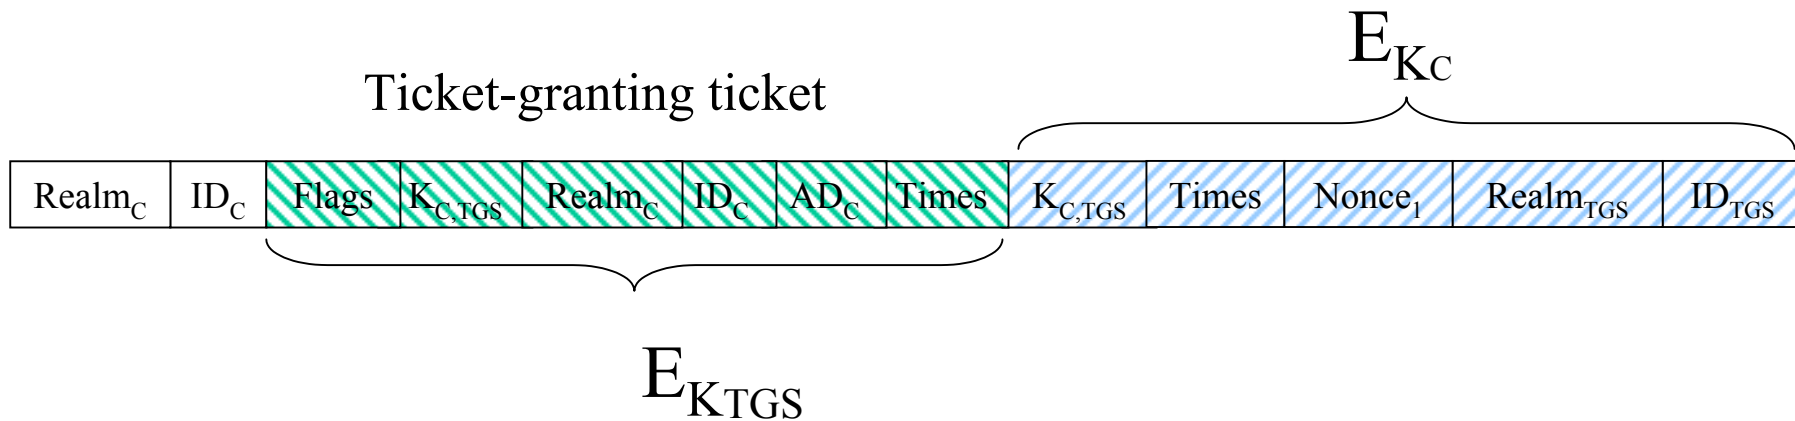 E_KC
Ticket-granting ticket
Realm_C ID_C Flags K_C,TGS Realm_C ID_C AD_C Times K_C,TGS Times Nonce_1 Realm_TGS ID_TGS
E_KTGS